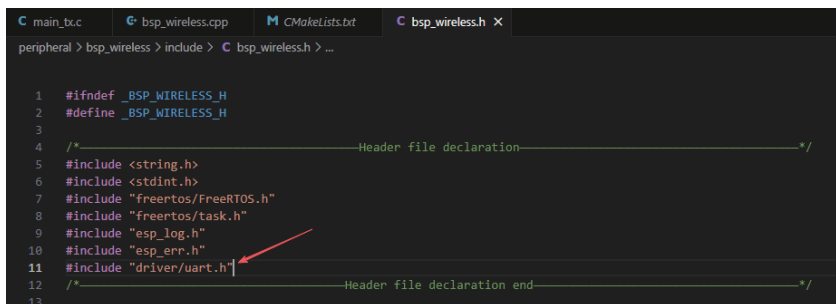 C main_tx.c G+ bsp_wireless.cpp M CMakeLists.txt C bsp_wireless.h ×
peripheral > bsp_wireless > include > C bsp_wireless.h > ...
1 #ifndef _BSP_WIRELESS_H
2 #define _BSP_WIRELESS_H
3
4 /*————————————————————Header file declaration————————————————————*/
5 #include <string.h>
6 #include <stdint.h>
7 #include "freertos/FreeRTOS.h"
8 #include "freertos/task.h"
9 #include "esp_log.h"
10 #include "esp_err.h"
11 #include "driver/uart.h"
12 /*————————————————————Header file declaration end————————————————————*/
13